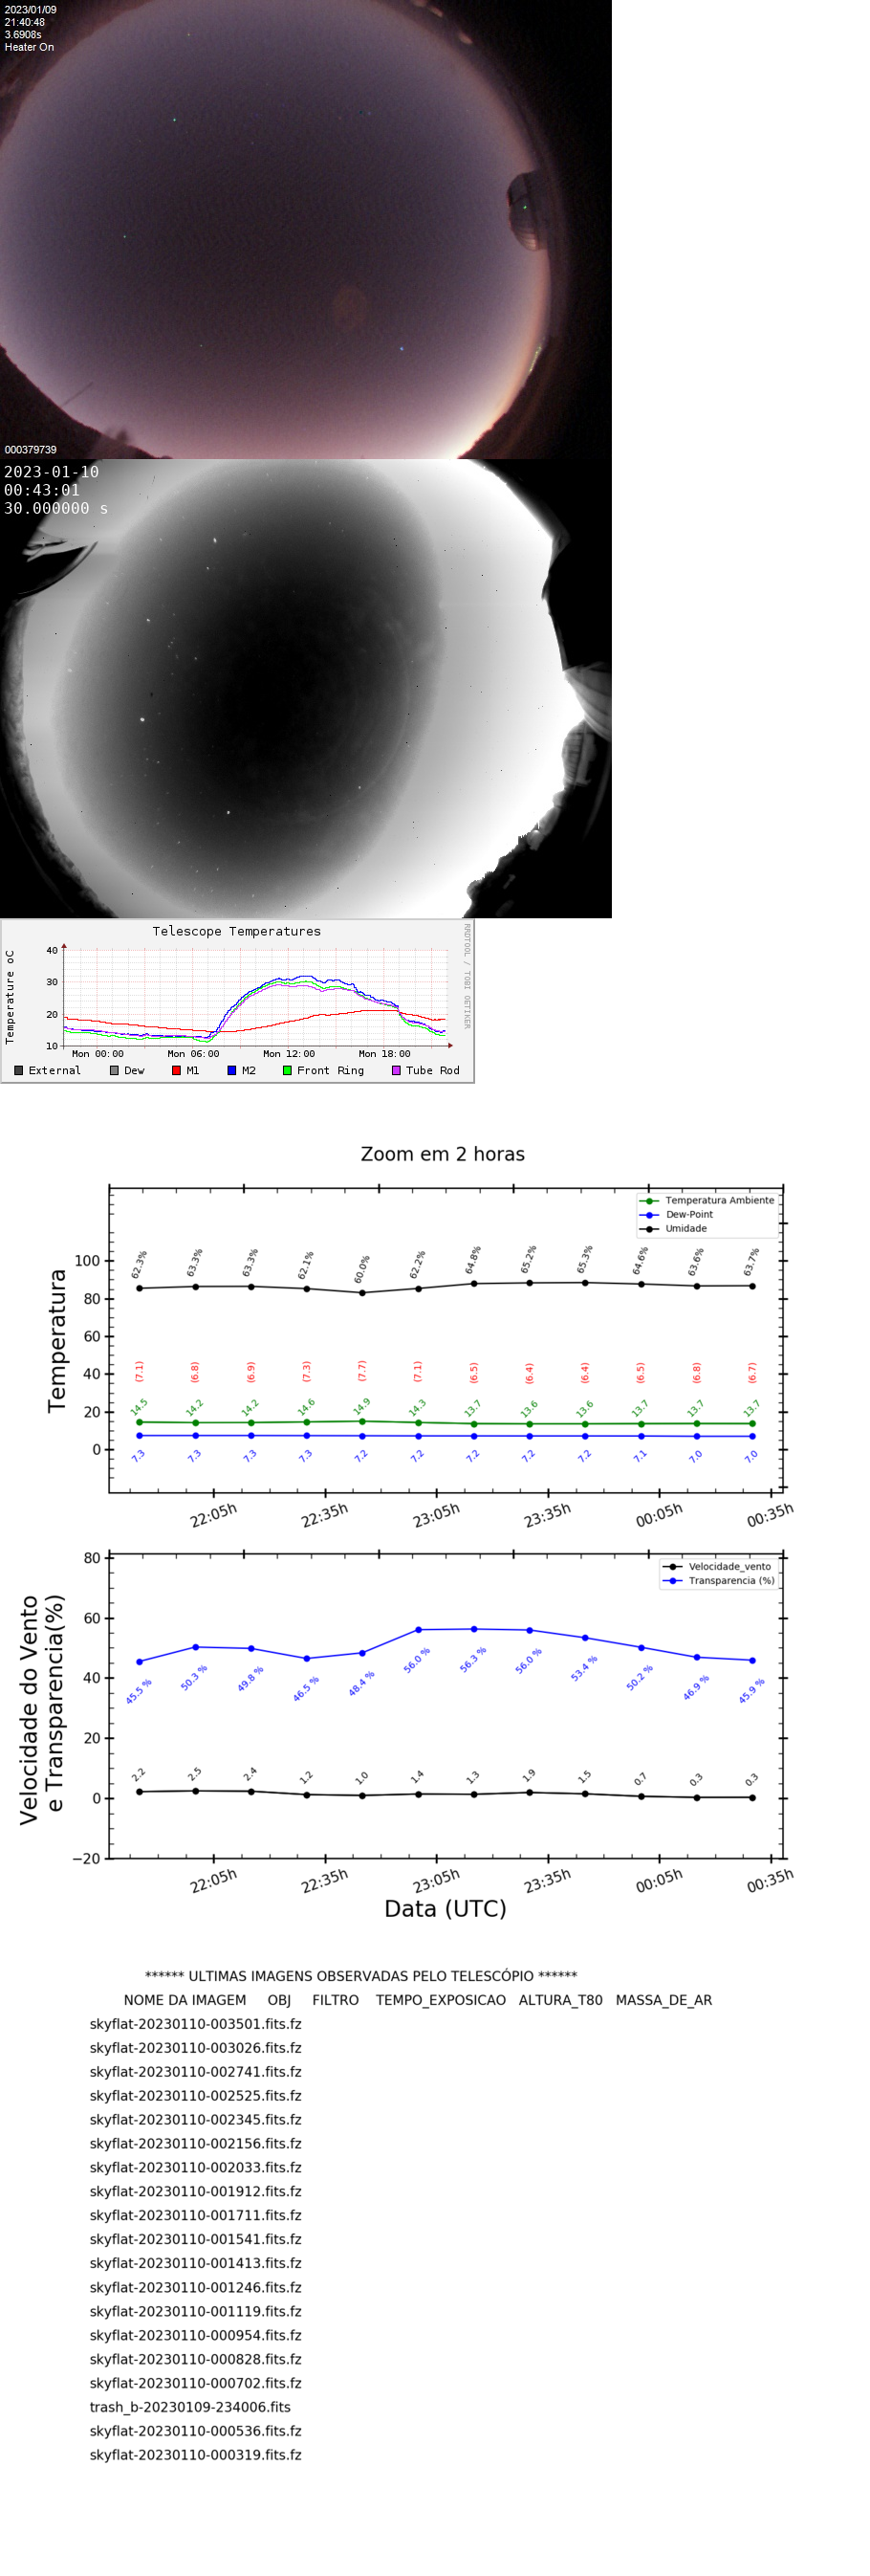 2023/01/09
21:40:48
3.6908s
Heater On
000379739
2023-01-10
00:43:01
30.000000 s
Telescope Temperatures
RRDTOOL / TOBI OETIKER
Temperature oC
40
30
20
10
Mon 00:00 Mon 06:00 Mon 12:00 Mon 18:00
External Dew M1 M2 Front Ring Tube Rod
Zoom em 2 horas
Temperatura Ambiente
Dew-Point
Umidade
Temperatura
100
80
60
40
20
0
62.3% 63.3% 63.3% 62.1% 60.0% 62.2% 64.8% 65.2% 65.3% 64.6% 63.6% 63.7%
(7.1) (6.8) (6.9) (7.3) (7.7) (7.1) (6.5) (6.4) (6.4) (6.5) (6.8) (6.7)
14.5 14.2 14.2 14.6 14.9 14.3 13.7 13.6 13.6 13.7 13.7 13.7
7.3 7.3 7.3 7.3 7.2 7.2 7.2 7.2 7.2 7.1 7.0 7.0
22:05h 22:35h 23:05h 23:35h 00:05h 00:35h
Velocidade_vento
Transparencia (%)
Velocidade do Vento
e Transparencia(%)
80
60
40
20
0
−20
45.5 % 50.3 % 49.8 % 46.5 % 48.4 % 56.0 % 56.3 % 56.0 % 53.4 % 50.2 % 46.9 % 45.9 %
2.2 2.5 2.4 1.2 1.0 1.4 1.3 1.9 1.5 0.7 0.3 0.3
22:05h 22:35h 23:05h 23:35h 00:05h 00:35h
Data (UTC)
****** ULTIMAS IMAGENS OBSERVADAS PELO TELESCÓPIO ******
NOME DA IMAGEM OBJ FILTRO TEMPO_EXPOSICAO ALTURA_T80 MASSA_DE_AR
skyflat-20230110-003501.fits.fz
skyflat-20230110-003026.fits.fz
skyflat-20230110-002741.fits.fz
skyflat-20230110-002525.fits.fz
skyflat-20230110-002345.fits.fz
skyflat-20230110-002156.fits.fz
skyflat-20230110-002033.fits.fz
skyflat-20230110-001912.fits.fz
skyflat-20230110-001711.fits.fz
skyflat-20230110-001541.fits.fz
skyflat-20230110-001413.fits.fz
skyflat-20230110-001246.fits.fz
skyflat-20230110-001119.fits.fz
skyflat-20230110-000954.fits.fz
skyflat-20230110-000828.fits.fz
skyflat-20230110-000702.fits.fz
trash_b-20230109-234006.fits
skyflat-20230110-000536.fits.fz
skyflat-20230110-000319.fits.fz